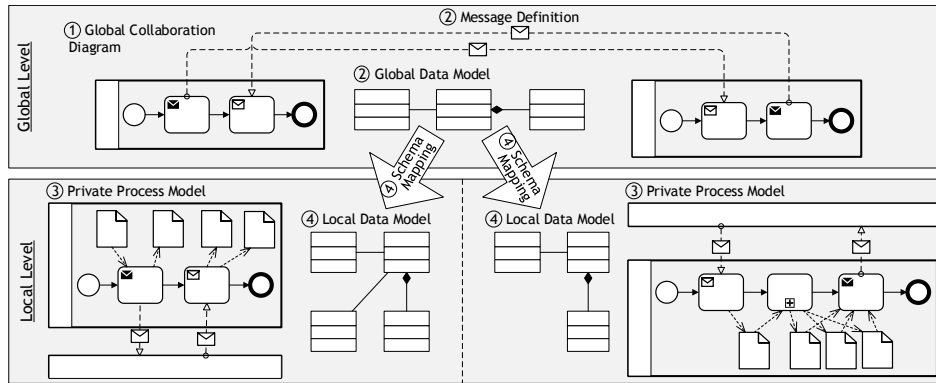 ① Global Collaboration
Diagram
② Message Definition
② Global Data Model
Global Level
④ Schema
Mapping
④ Schema
Mapping
③ Private Process Model
④ Local Data Model
④ Local Data Model
③ Private Process Model
Local Level